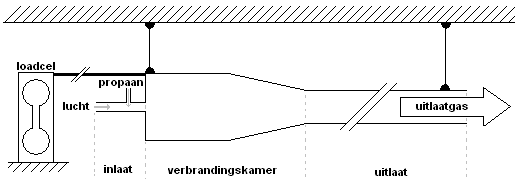 loadcel
propaan
lucht
uitlaatgas
inlaat
verbrandingskamer
uitlaat